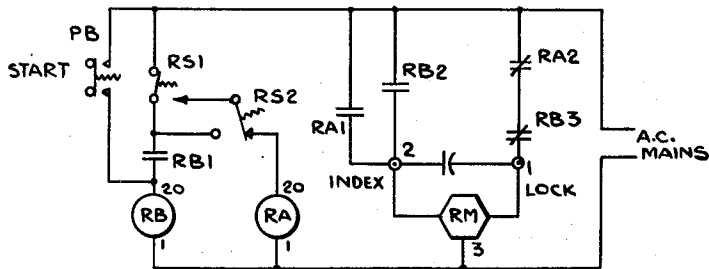 PB
START
RS1
RS2
RB1
20
RB
1
20
RA
1
RA1
RB2
RA2
RB3
2
INDEX
1
LOCK
RM
3
A.C.
MAINS